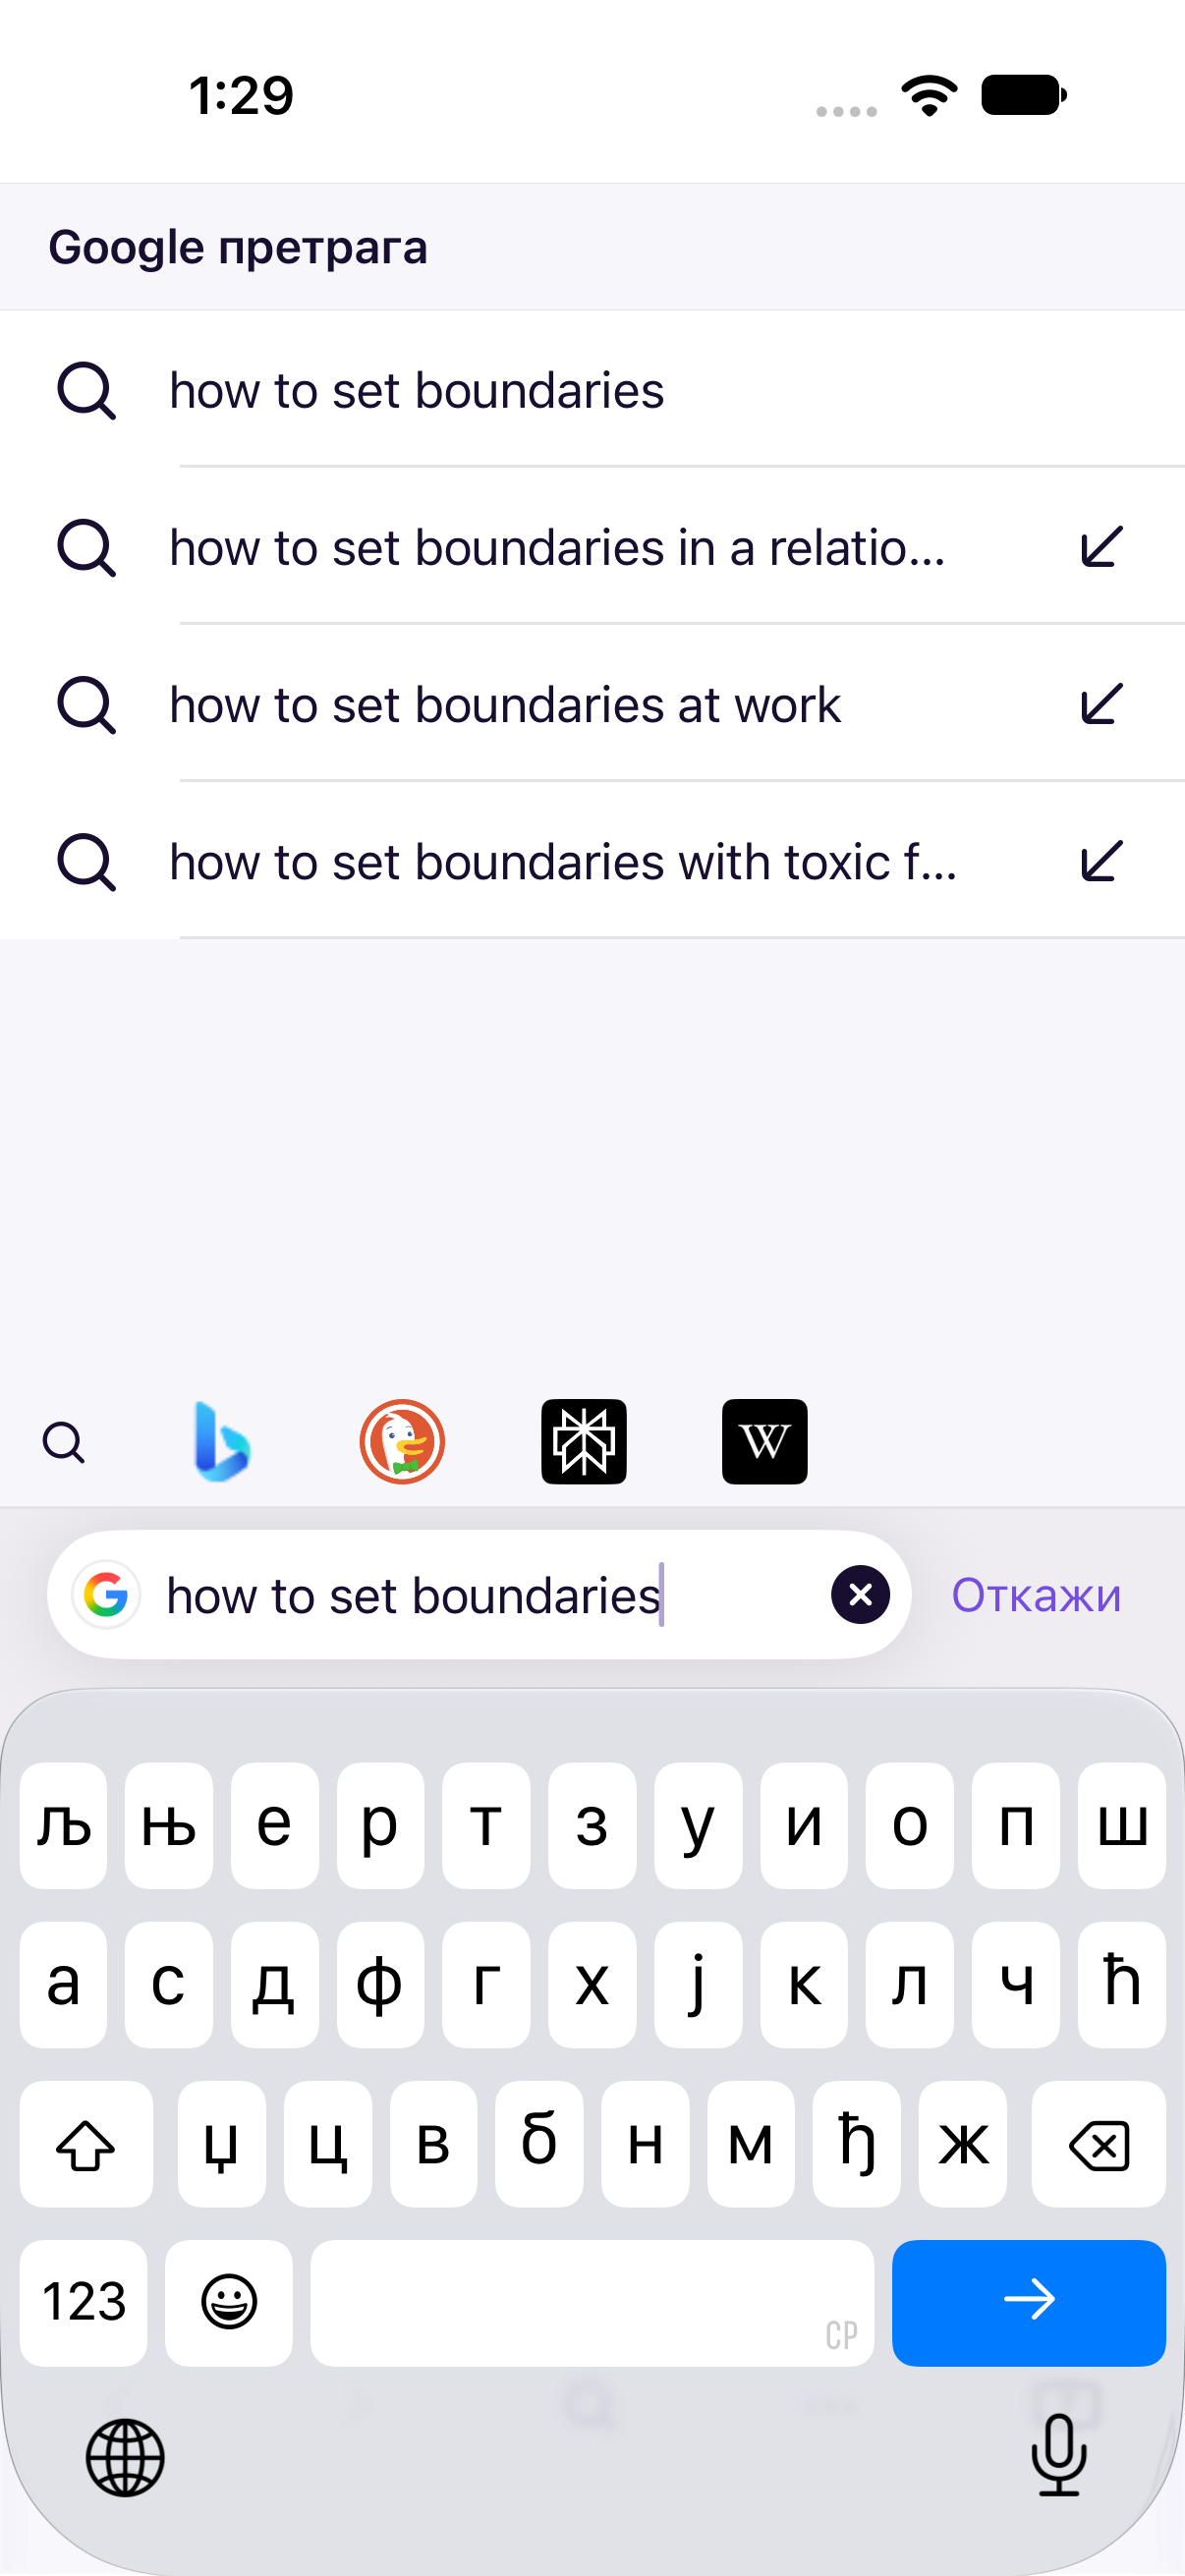 1:29
Google претрага
how to set boundaries
how to set boundaries in a relatio...
how to set boundaries at work
how to set boundaries with toxic f...
W
G how to set boundaries Откажи
љ њ е р т з у и о п ш
а с д ф г х ј к л ч ћ
џ ц в б н м ђ ж
123
СР